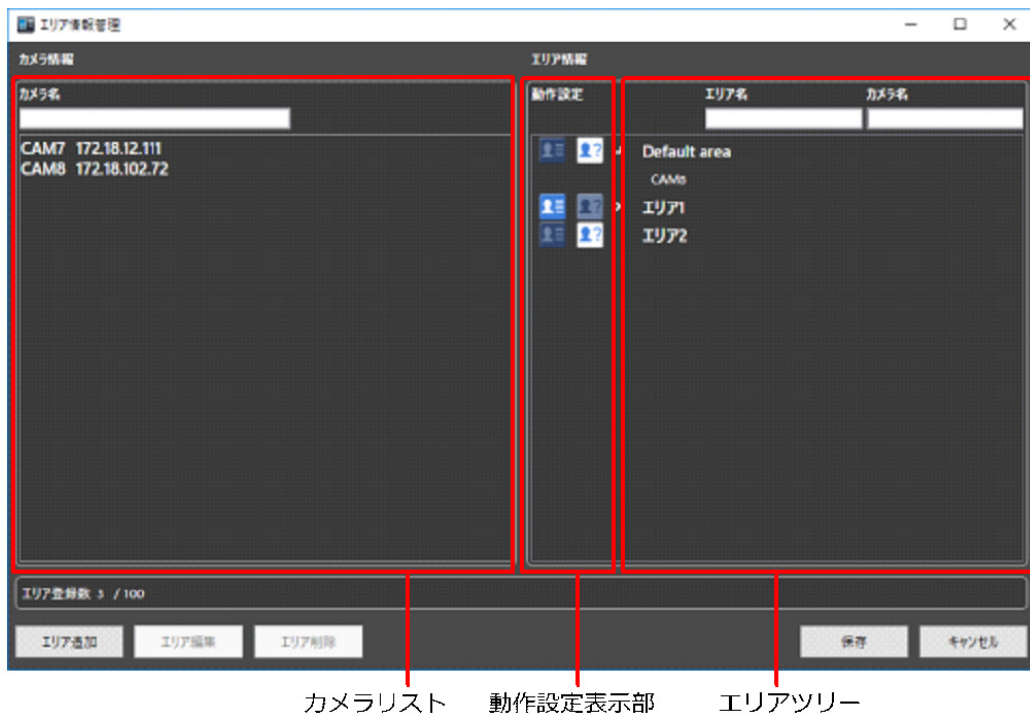 エリア情報管理
カメラ情報
エリア情報
カメラ名
動作設定
エリア名
カメラ名
CAM7 172.18.12.111
CAM8 172.18.102.72
Default area
CAM8
エリア1
エリア2
エリア登録数 3 / 100
エリア追加
エリア編集
エリア削除
保存
キャンセル
カメラリスト
動作設定表示部
エリアツリー